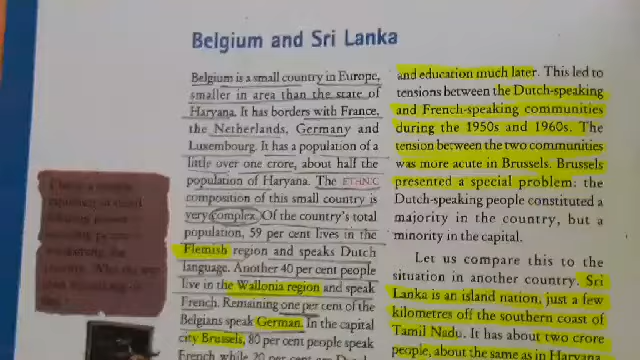 Belgium and Sri Lanka
Belgium is a small country in Europe,
smaller in area than the state of
Haryana. It has borders with France,
the Netherlands, Germany and
Luxembourg. It has a population of a
little over one crore, about half the
population of Haryana. The ETHNIC
composition of this small country is
very complex. Of the country's total
population, 59 per cent lives in the
Flemish region and speaks Dutch
language. Another 40 per cent people
live in the Wallonia region and speak
French. Remaining one per cent of the
Belgians speak German. In the capital
city Brussels, 80 per cent people speak
French while 20 per cent are Dutch
and education much later. This led to
tensions between the Dutch-speaking
and French-speaking communities
during the 1950s and 1960s. The
tension between the two communities
was more acute in Brussels. Brussels
presented a special problem: the
Dutch-speaking people constituted a
majority in the country, but a
minority in the capital.
Let us compare this to the
situation in another country. Sri
Lanka is an island nation, just a few
kilometres off the southern coast of
Tamil Nadu. It has about two crore
people, about the same as in Haryana